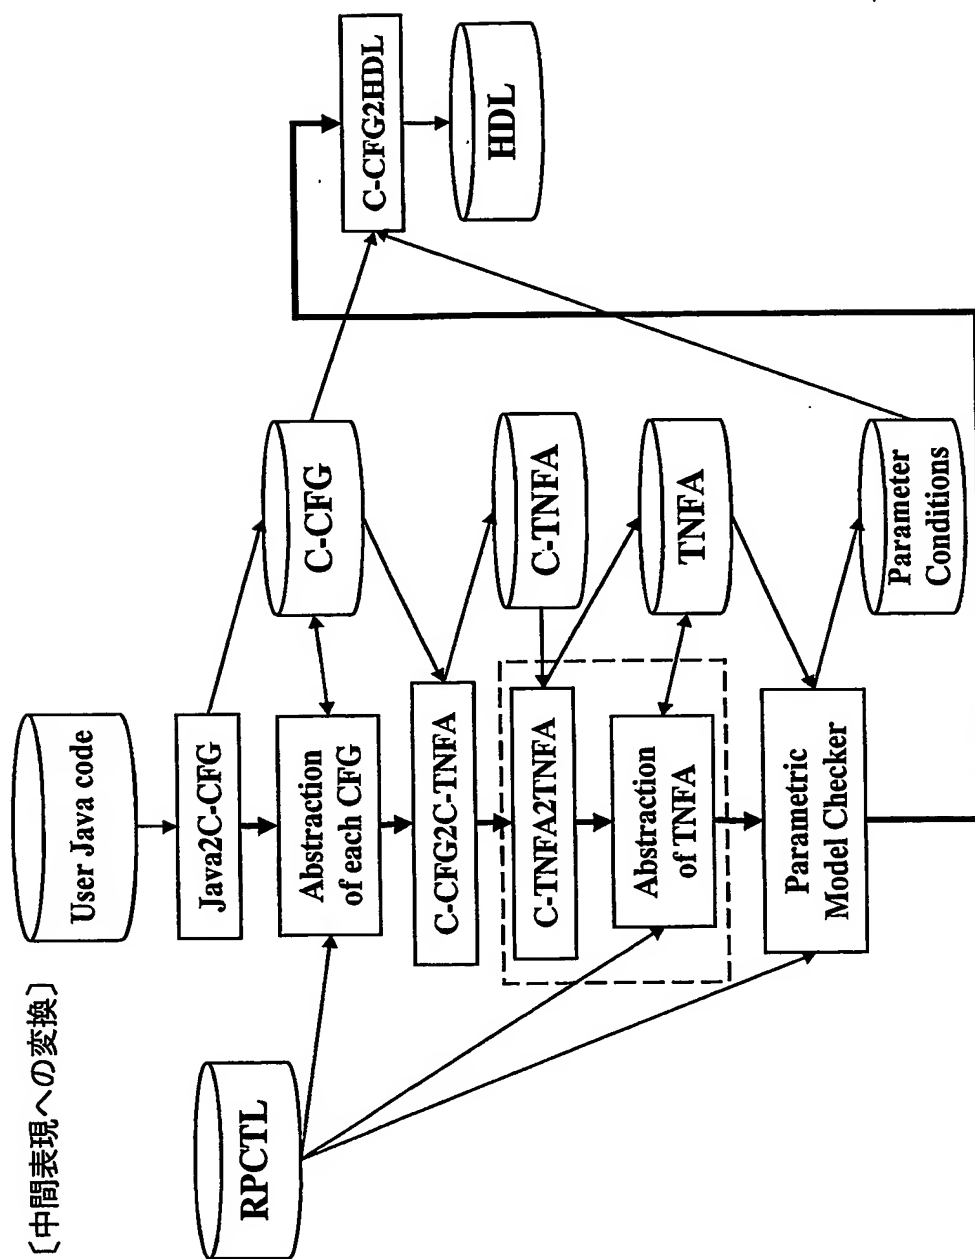 〔中間表現への変換〕
RPCTL
User Java code
Java2C-CFG
Abstraction
of each CFG
C-CFG2C-TNFA
C-TNFA2TNFA
Abstraction
of TNFA
Parametric
Model Checker
C-CFG
C-TNFA
TNFA
Parameter
Conditions
C-CFG2HDL
HDL